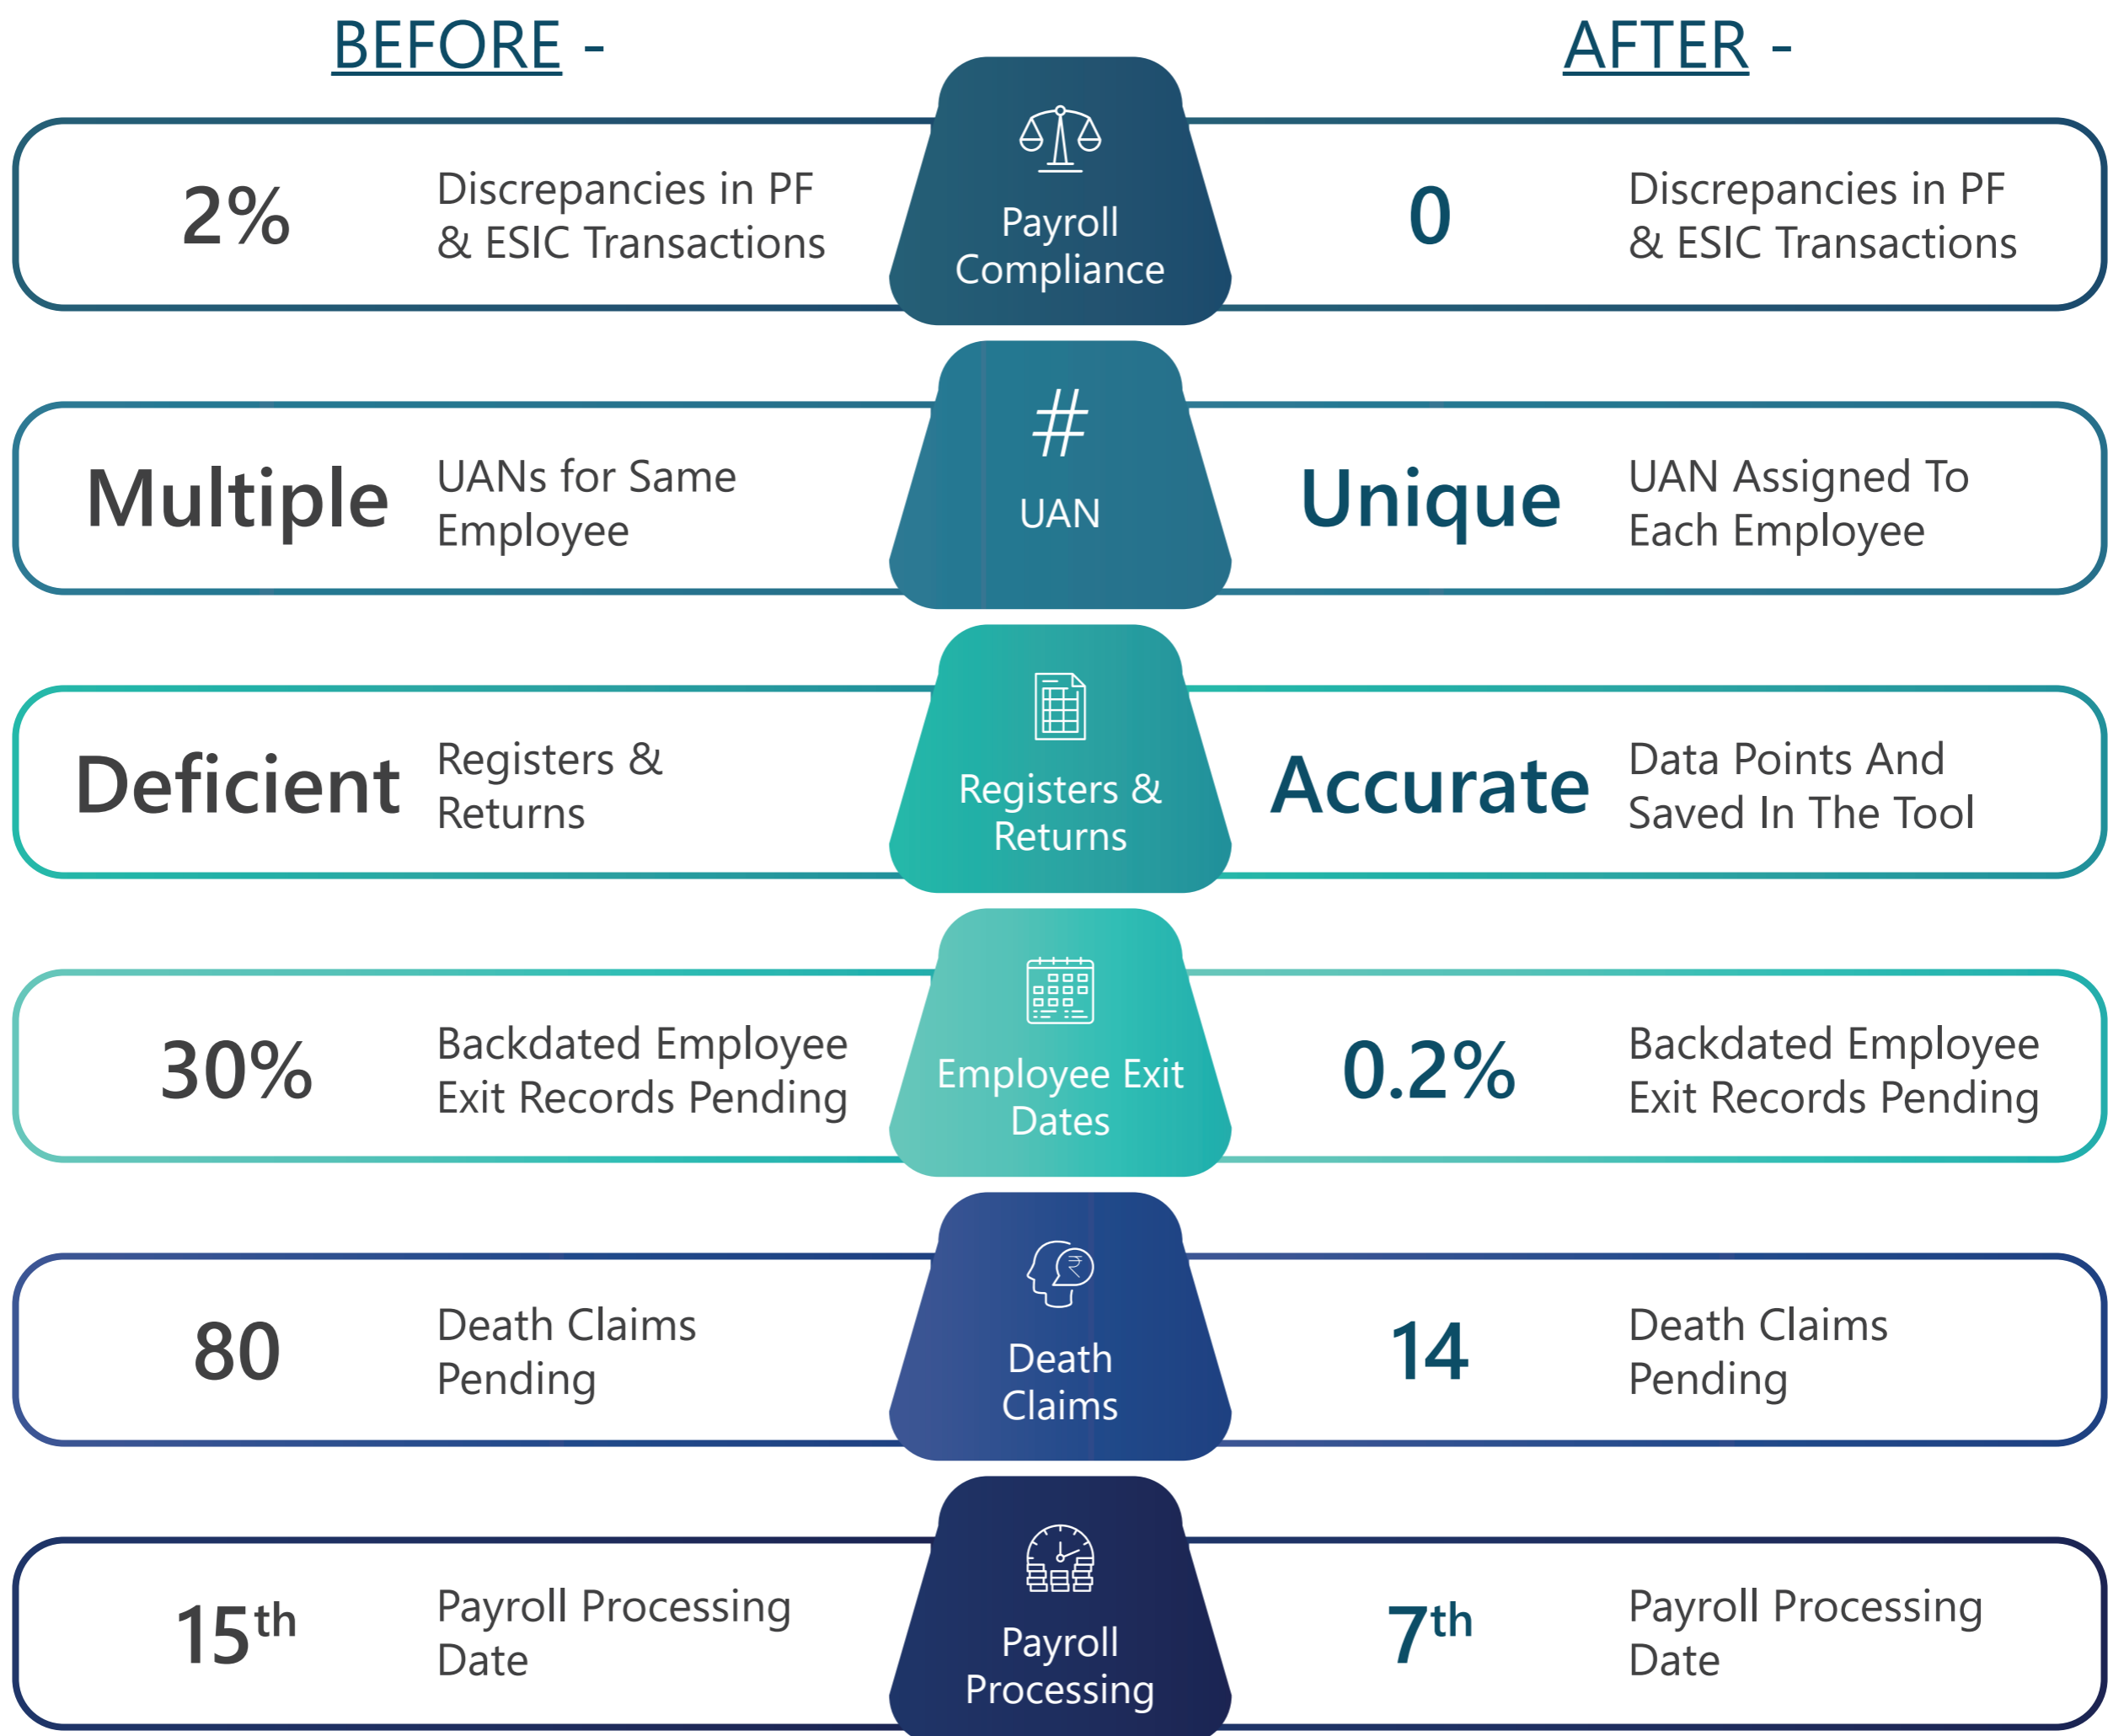 BEFORE -
AFTER -
2%
Discrepancies in PF
& ESIC Transactions
Payroll
Compliance
0
Discrepancies in PF
& ESIC Transactions
Multiple
UANs for Same
Employee
#
UAN
Unique
UAN Assigned To
Each Employee
Deficient
Registers &
Returns
Registers &
Returns
Accurate
Data Points And
Saved In The Tool
30%
Backdated Employee
Exit Records Pending
Employee Exit
Dates
0.2%
Backdated Employee
Exit Records Pending
80
Death Claims
Pending
₹
Death
Claims
14
Death Claims
Pending
15th
Payroll Processing
Date
Payroll
Processing
7th
Payroll Processing
Date